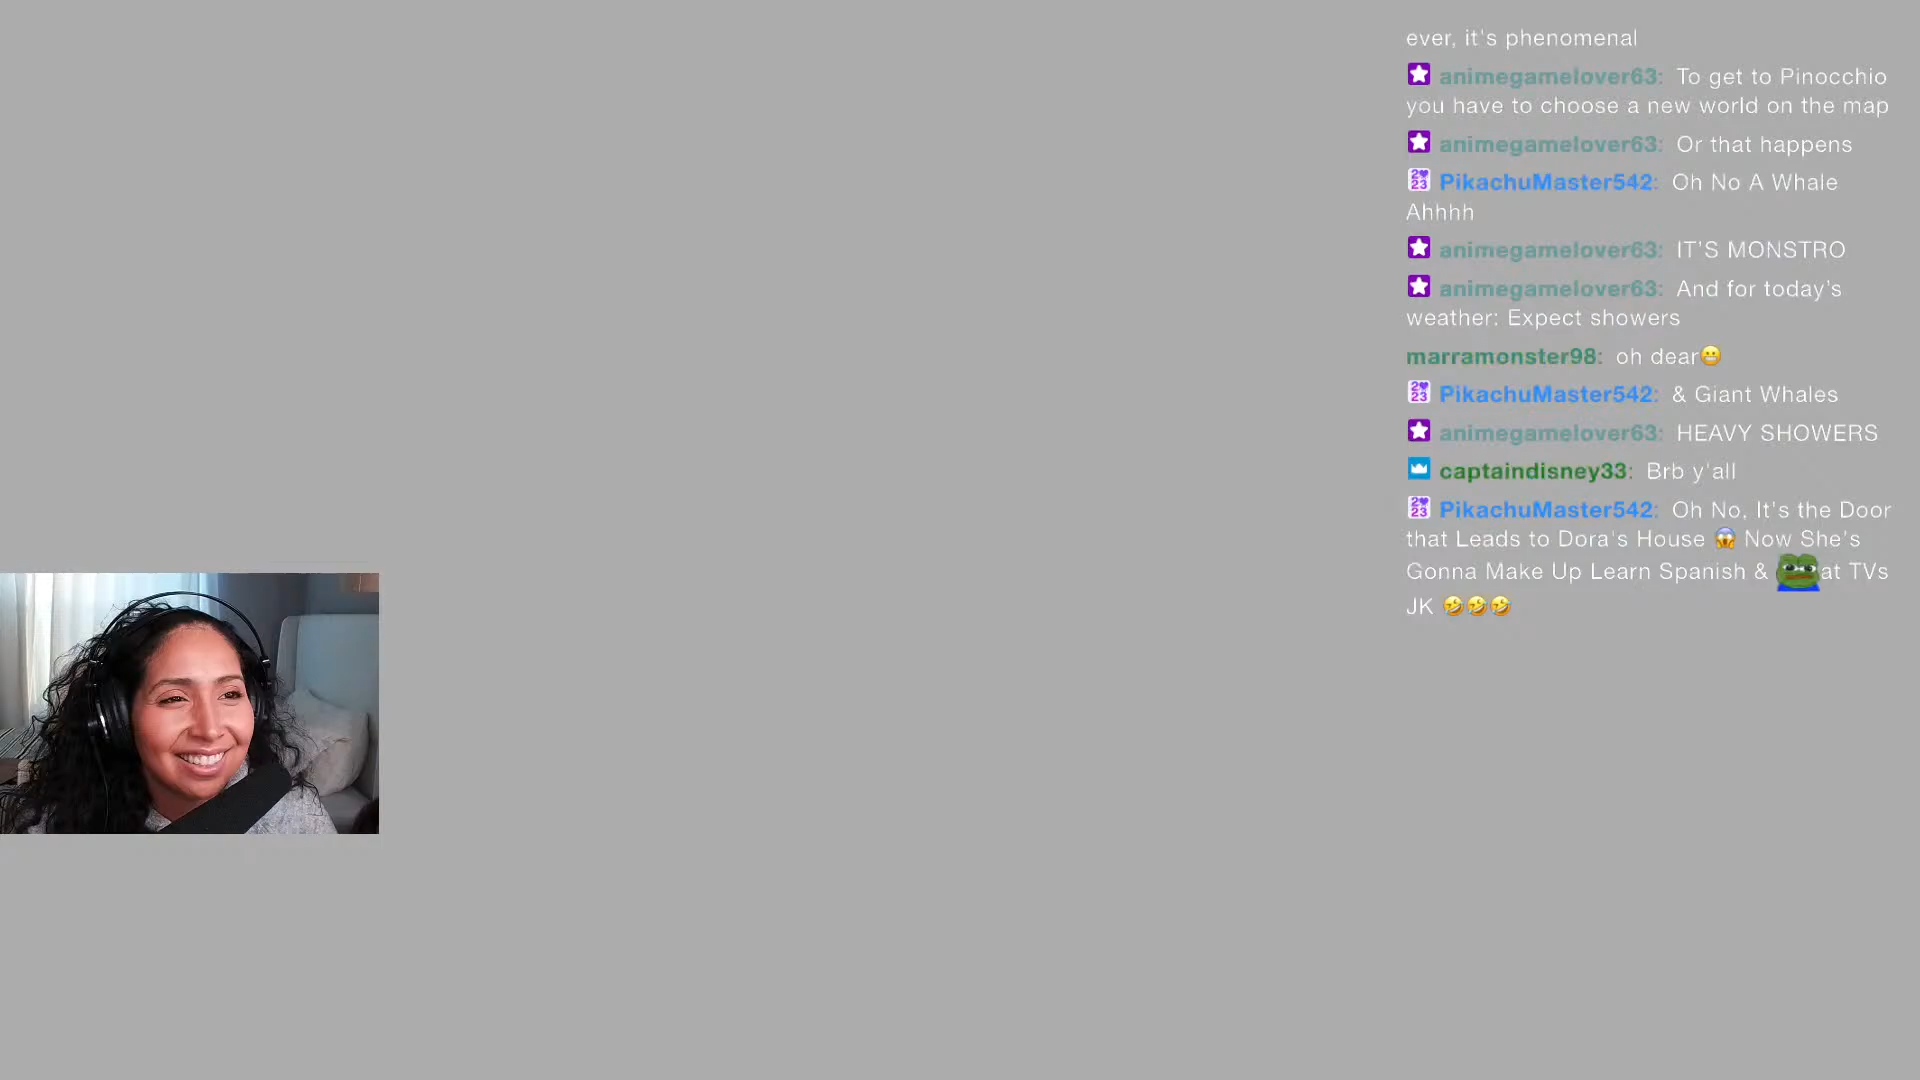 ever, it's phenomenal
animegamelover63: To get to Pinocchio
you have to choose a new world on the map
animegamelover63: Or that happens
2023 PikachuMaster542: Oh No A Whale
Ahhhh
animegamelover63: IT'S MONSTRO
animegamelover63: And for today's
weather: Expect showers
marramonster98: oh dear😬
2023 PikachuMaster542: & Giant Whales
animegamelover63: HEAVY SHOWERS
captaindisney33: Brb y'all
2023 PikachuMaster542: Oh No, It's the Door
that Leads to Dora's House 😱 Now She's
Gonna Make Up Learn Spanish & at TVs
JK 🤣🤣🤣